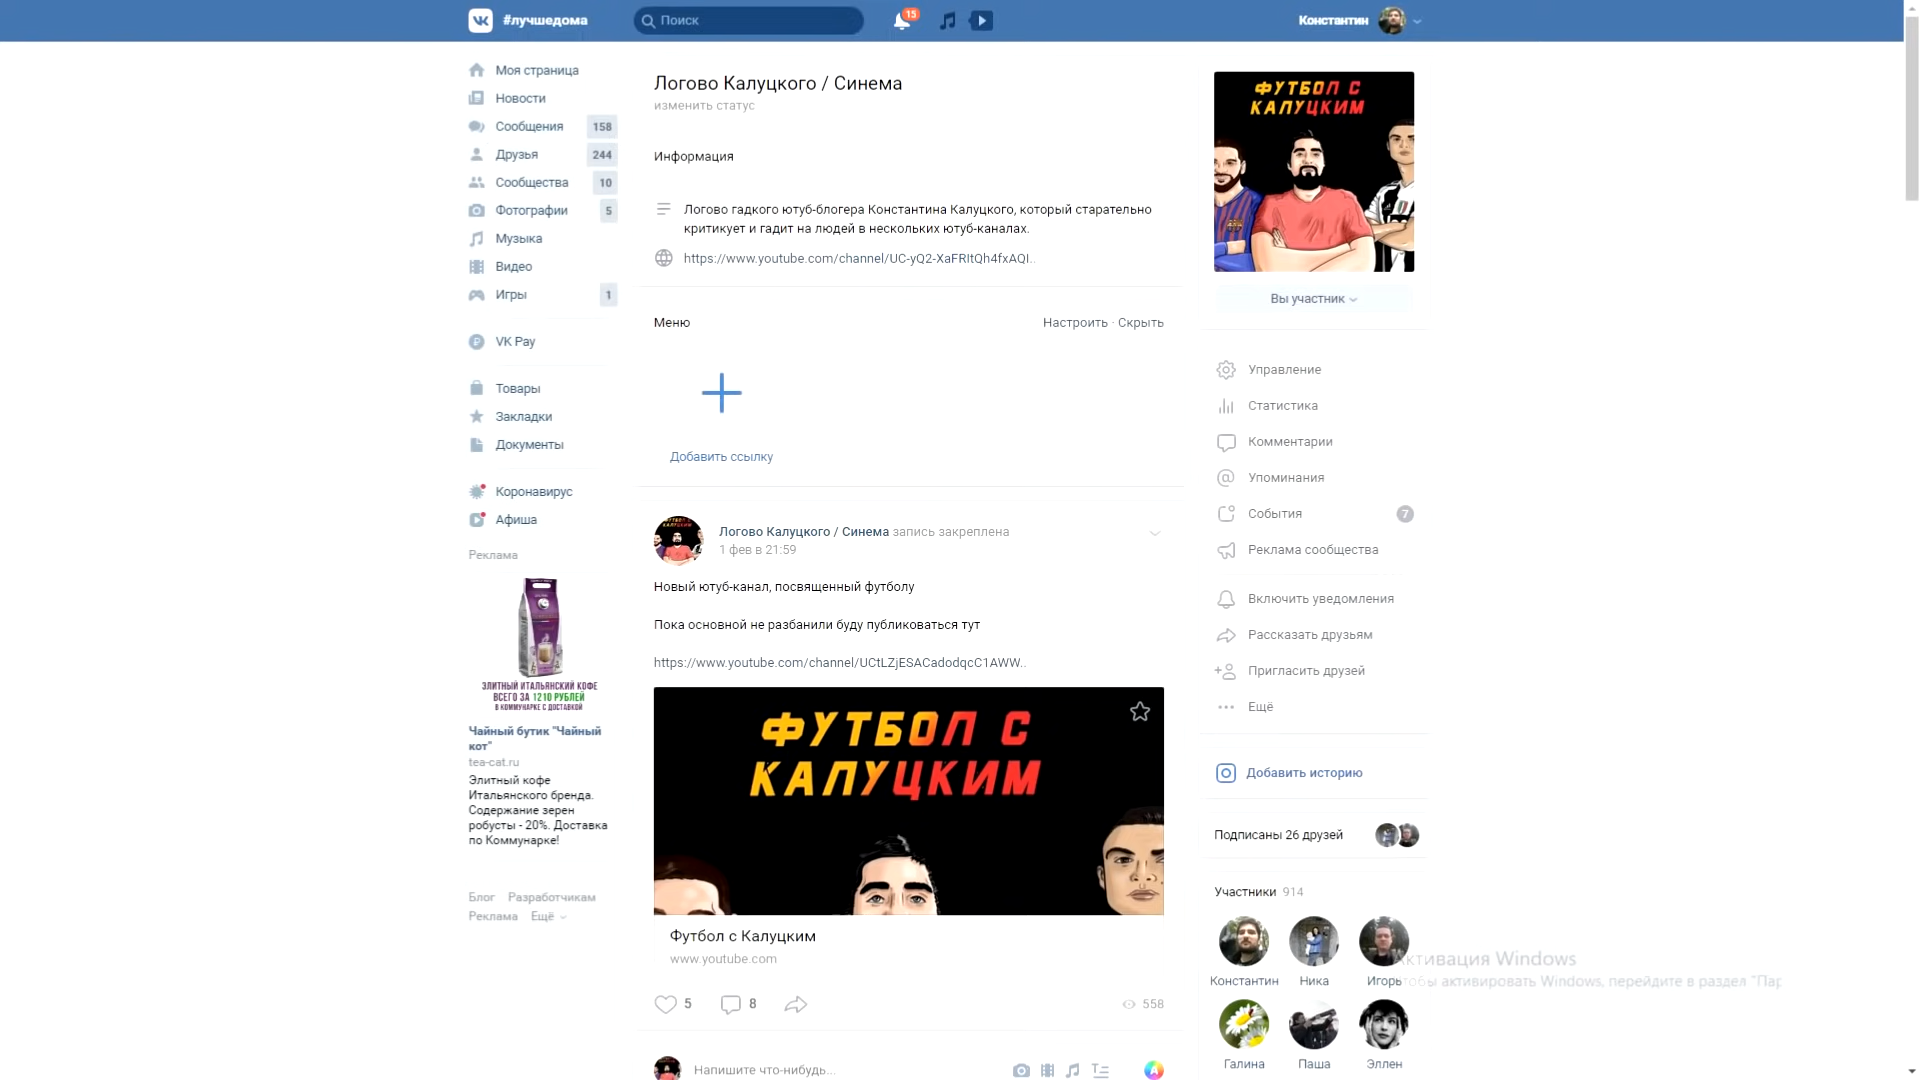 #лучшедома
Поиск
15
Константин
Моя страница
Новости
Сообщения 158
Друзья 244
Сообщества 10
Фотографии 5
Музыка
Видео
Игры 1
VK Pay
Товары
Закладки
Документы
Коронавирус
Афиша
Реклама
ЭЛИТНЫЙ ИТАЛЬЯНСКИЙ КОФЕ
ВСЕГО ЗА 1210 РУБЛЕЙ
В КОММУНАРКЕ С ДОСТАВКОЙ
Чайный бутик "Чайный
кот"
tea-cat.ru
Элитный кофе
Итальянского бренда.
Содержание зерен
робусты - 20%. Доставка
по Коммунарке!
Блог Разработчикам
Реклама Ещё
Логово Калуцкого / Синема
изменить статус
Информация
Логово гадкого ютуб-блогера Константина Калуцкого, который старательно
критикует и гадит на людей в нескольких ютуб-каналах.
https://www.youtube.com/channel/UC-yQ2-XaFRItQh4fxAQI..
Меню
Настроить · Скрыть
Добавить ссылку
Логово Калуцкого / Синема запись закреплена
1 фев в 21:59
Новый ютуб-канал, посвященный футболу
Пока основной не разбанили буду публиковаться тут
https://www.youtube.com/channel/UCtLZjESACadodqcC1AWW..
ФУТБОЛ С
КАЛУЦКИМ
Футбол с Калуцким
www.youtube.com
5 8 558
Напишите что-нибудь...
ФУТБОЛ С
КАЛУЦКИМ
Вы участник
Управление
Статистика
Комментарии
Упоминания
События 7
Реклама сообщества
Включить уведомления
Рассказать друзьям
Пригласить друзей
Ещё
Добавить историю
Подписаны 26 друзей
Участники 914
Константин Ника Игорь
Галина Паша Эллен
Активация Windows
активировать Windows, перейдите в раздел